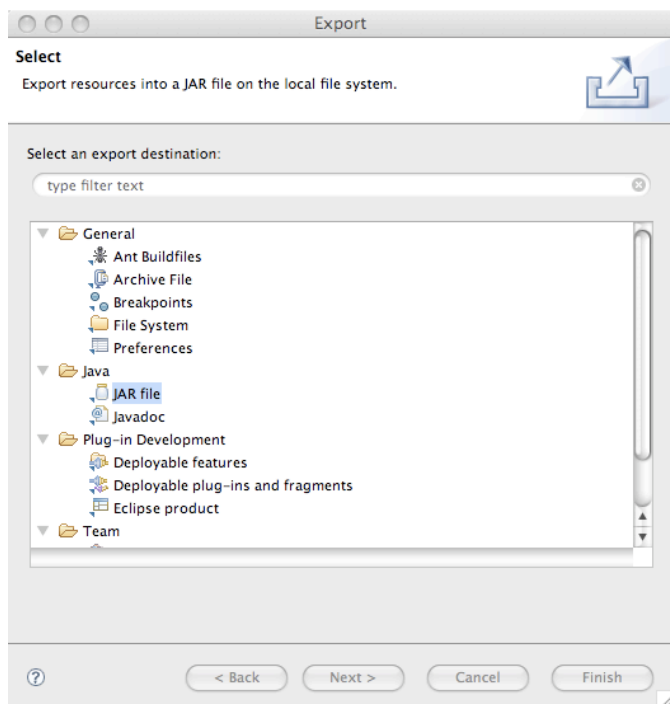 Export
Select
Export resources into a JAR file on the local file system.
Select an export destination:
type filter text
General
Ant Buildfiles
Archive File
Breakpoints
File System
Preferences
Java
JAR file
Javadoc
Plug-in Development
Deployable features
Deployable plug-ins and fragments
Eclipse product
Team
? < Back Next > Cancel Finish